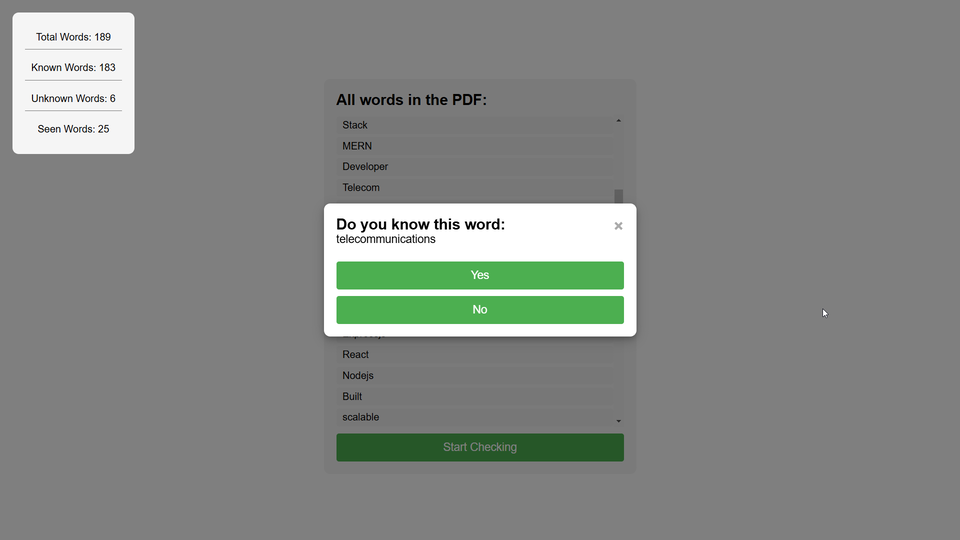 Total Words: 189
Known Words: 183
Unknown Words: 6
Seen Words: 25
All words in the PDF:
Stack
MERN
Developer
Telecom
Do you know this word:
×
telecommunications
Yes
No
React
Nodejs
Built
scalable
Start Checking